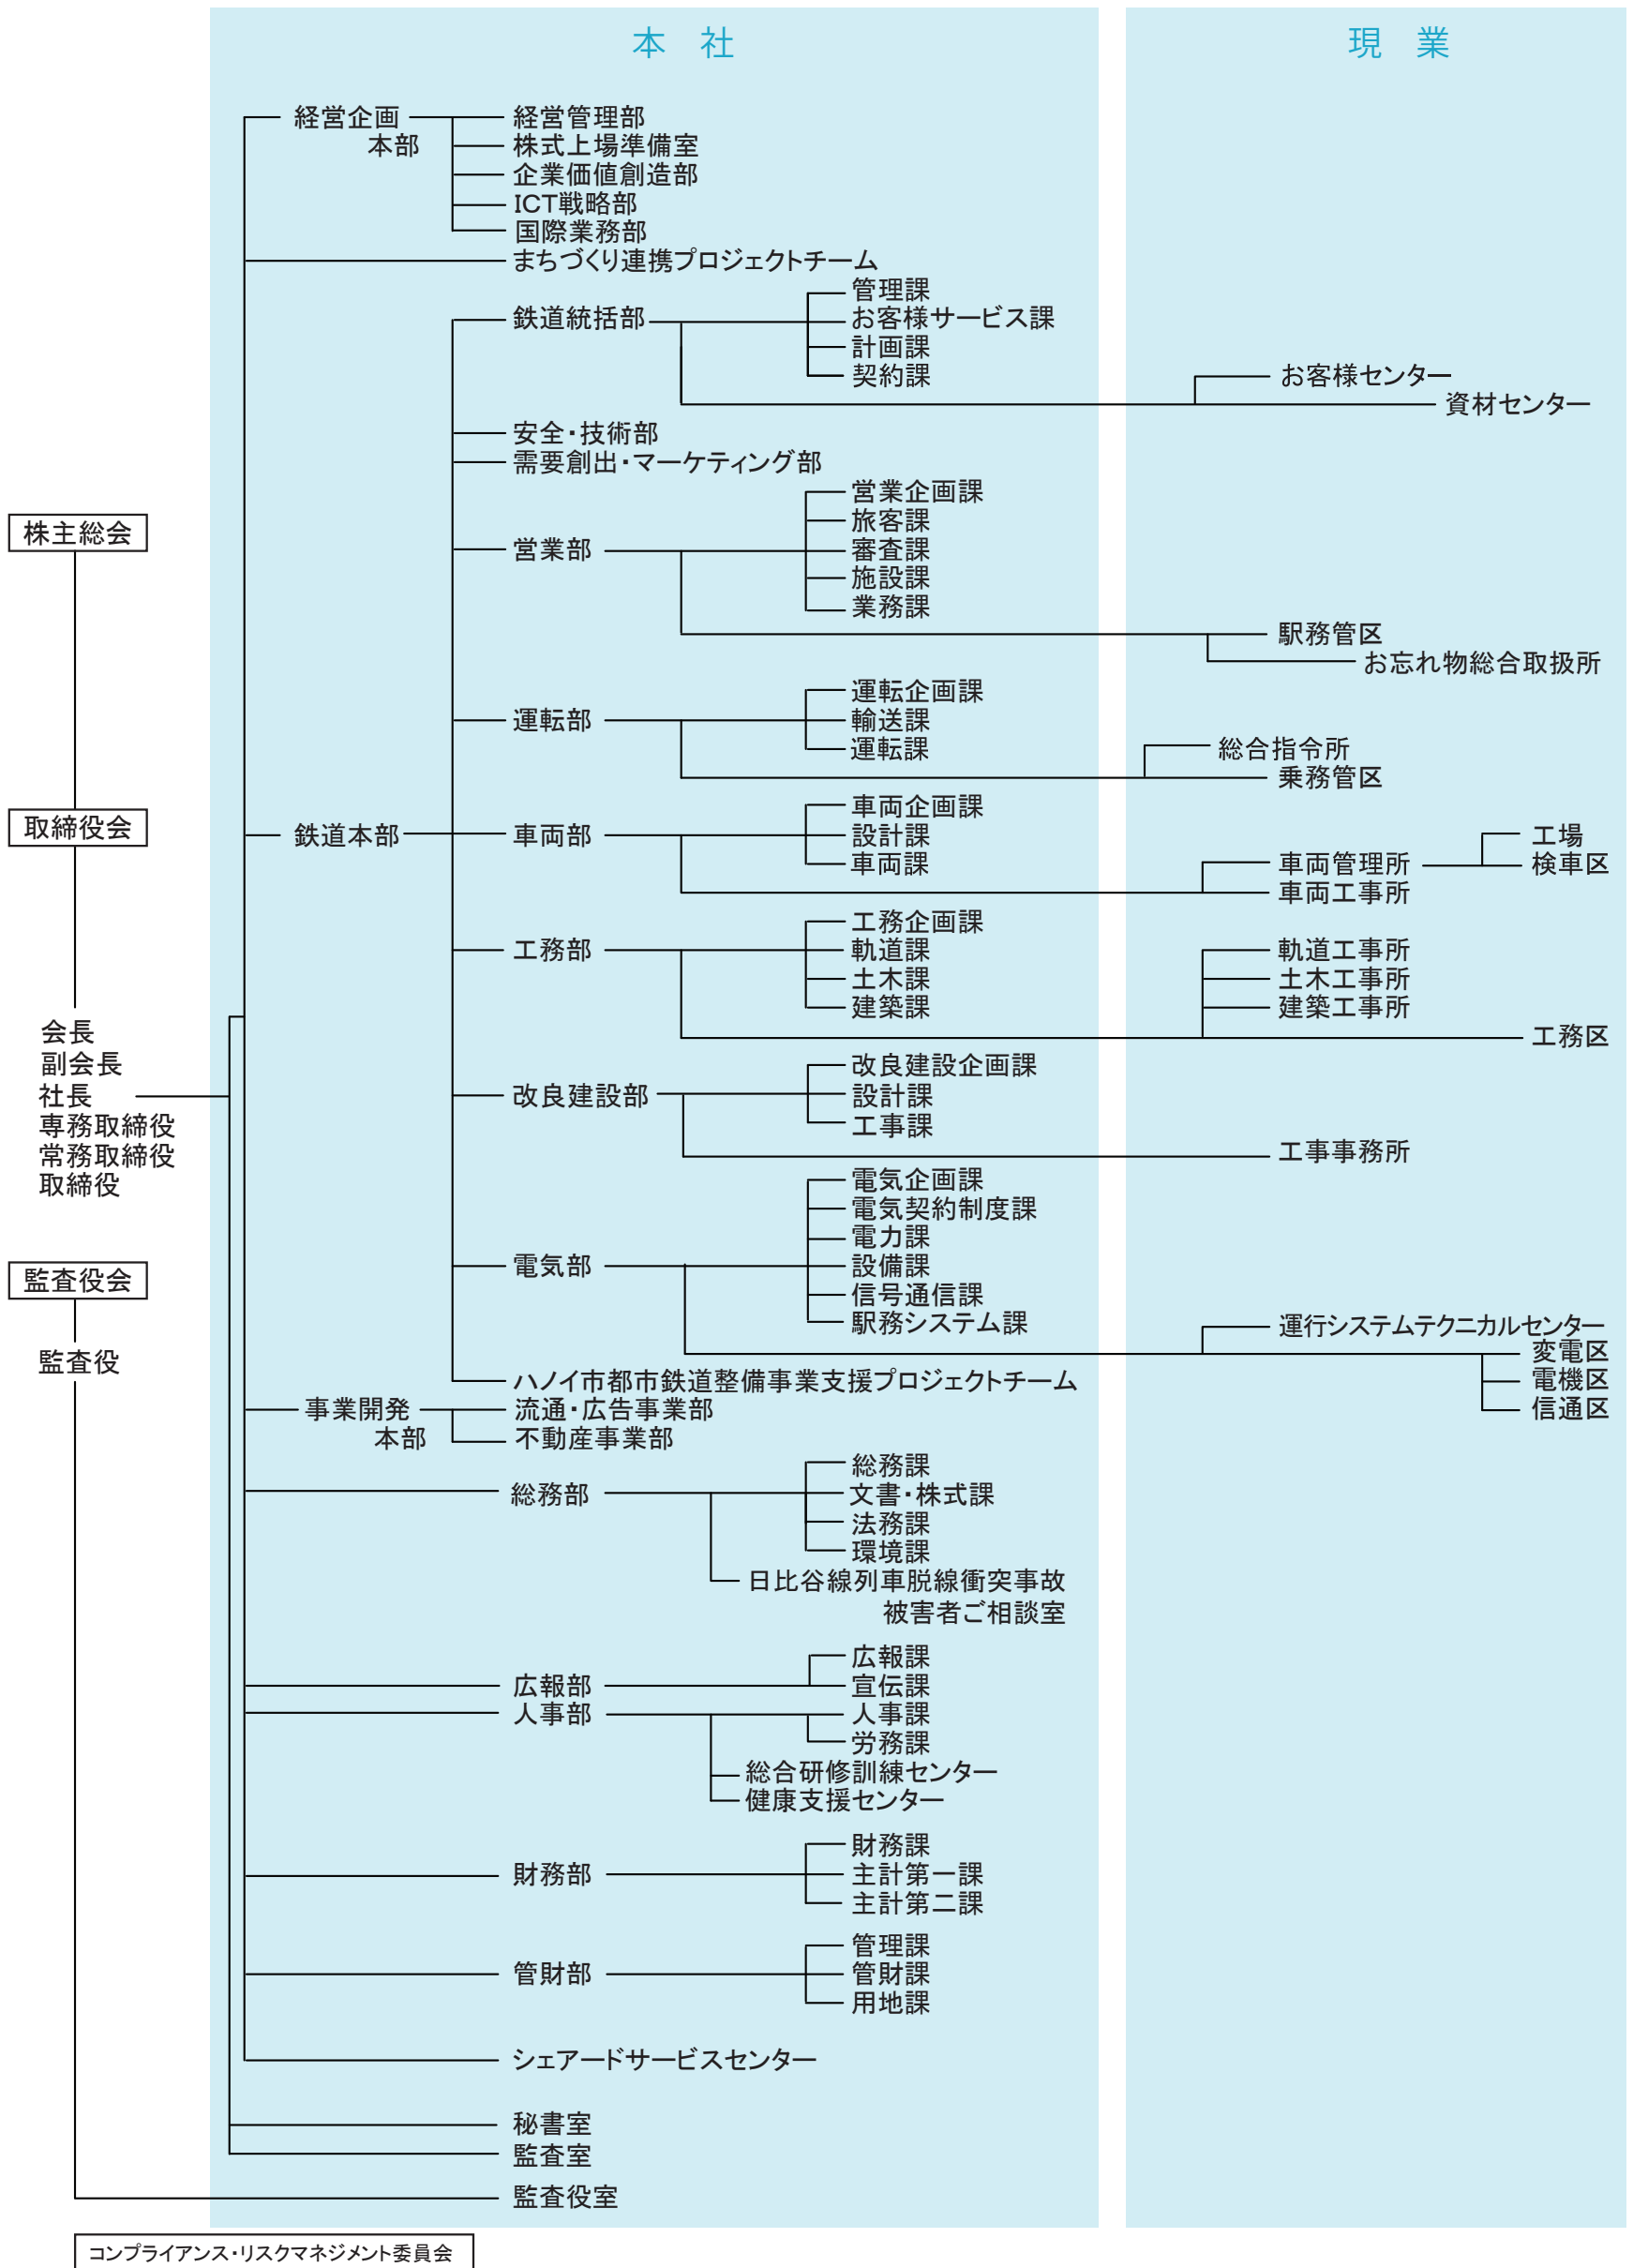 本 社
現 業
経営企画
本部
経営管理部
株式上場準備室
企業価値創造部
ICT戦略部
国際業務部
まちづくり連携プロジェクトチーム
鉄道統括部
管理課
お客様サービス課
計画課
契約課
お客様センター
資材センター
安全・技術部
需要創出・マーケティング部
株主総会
営業部
営業企画課
旅客課
審査課
施設課
業務課
駅務管区
お忘れ物総合取扱所
運転部
運転企画課
輸送課
運転課
総合指令所
乗務管区
取締役会
鉄道本部
車両部
車両企画課
設計課
車両課
車両管理所
車両工事所
工場
検車区
工務部
工務企画課
軌道課
土木課
建築課
軌道工事所
土木工事所
建築工事所
工務区
会長
副会長
社長
専務取締役
常務取締役
取締役
改良建設部
改良建設企画課
設計課
工事課
工事事務所
監査役会
監査役
電気部
電気企画課
電気契約制度課
電力課
設備課
信号通信課
駅務システム課
運行システムテクニカルセンター
変電区
電機区
信通区
ハノイ市都市鉄道整備事業支援プロジェクトチーム
事業開発
本部
流通・広告事業部
不動産事業部
総務部
総務課
文書・株式課
法務課
環境課
日比谷線列車脱線衝突事故
被害者ご相談室
広報部
広報課
宣伝課
人事部
人事課
労務課
総合研修訓練センター
健康支援センター
財務部
財務課
主計第一課
主計第二課
管財部
管理課
管財課
用地課
シェアードサービスセンター
秘書室
監査室
監査役室
コンプライアンス・リスクマネジメント委員会